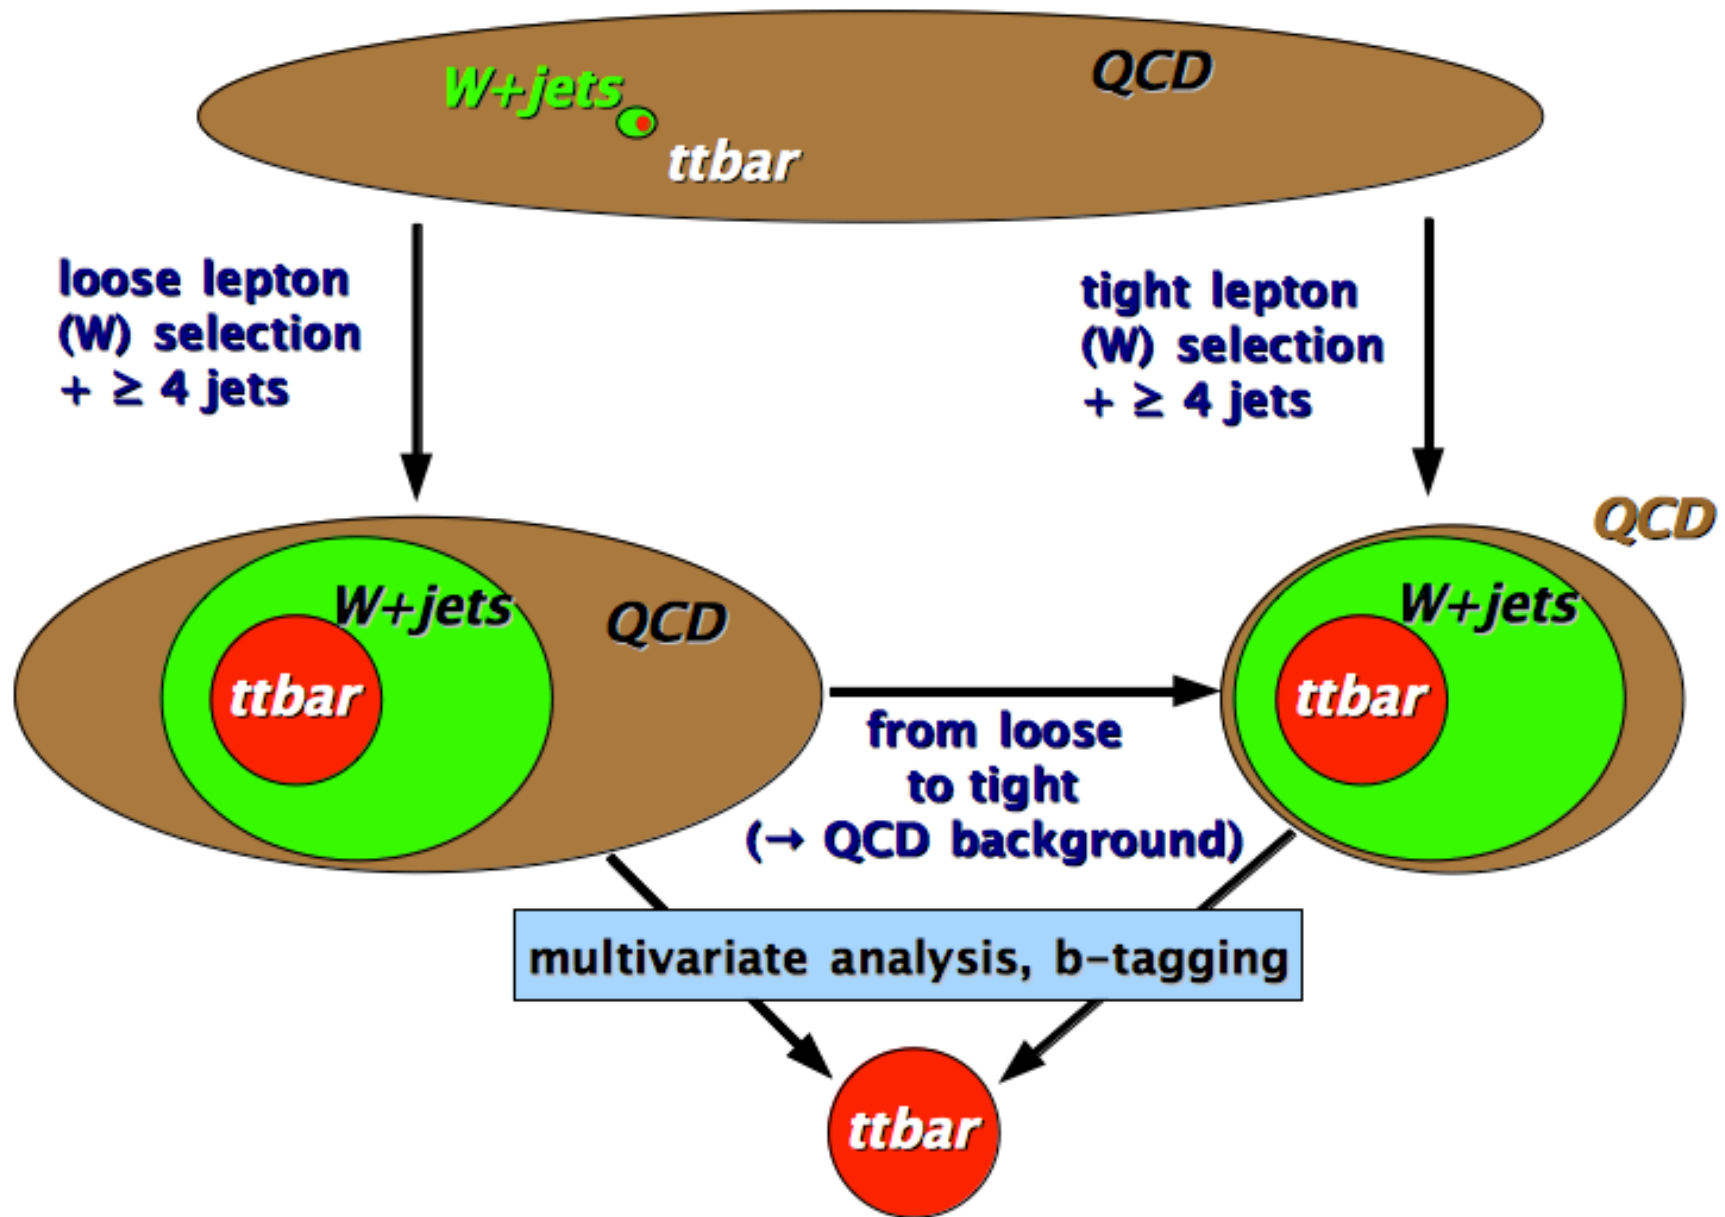 W+jets
QCD
ttbar
loose lepton
(W) selection
+ ≥ 4 jets
tight lepton
(W) selection
+ ≥ 4 jets
QCD
W+jets
QCD
ttbar
W+jets
ttbar
from loose
to tight
(→ QCD background)
multivariate analysis, b-tagging
ttbar